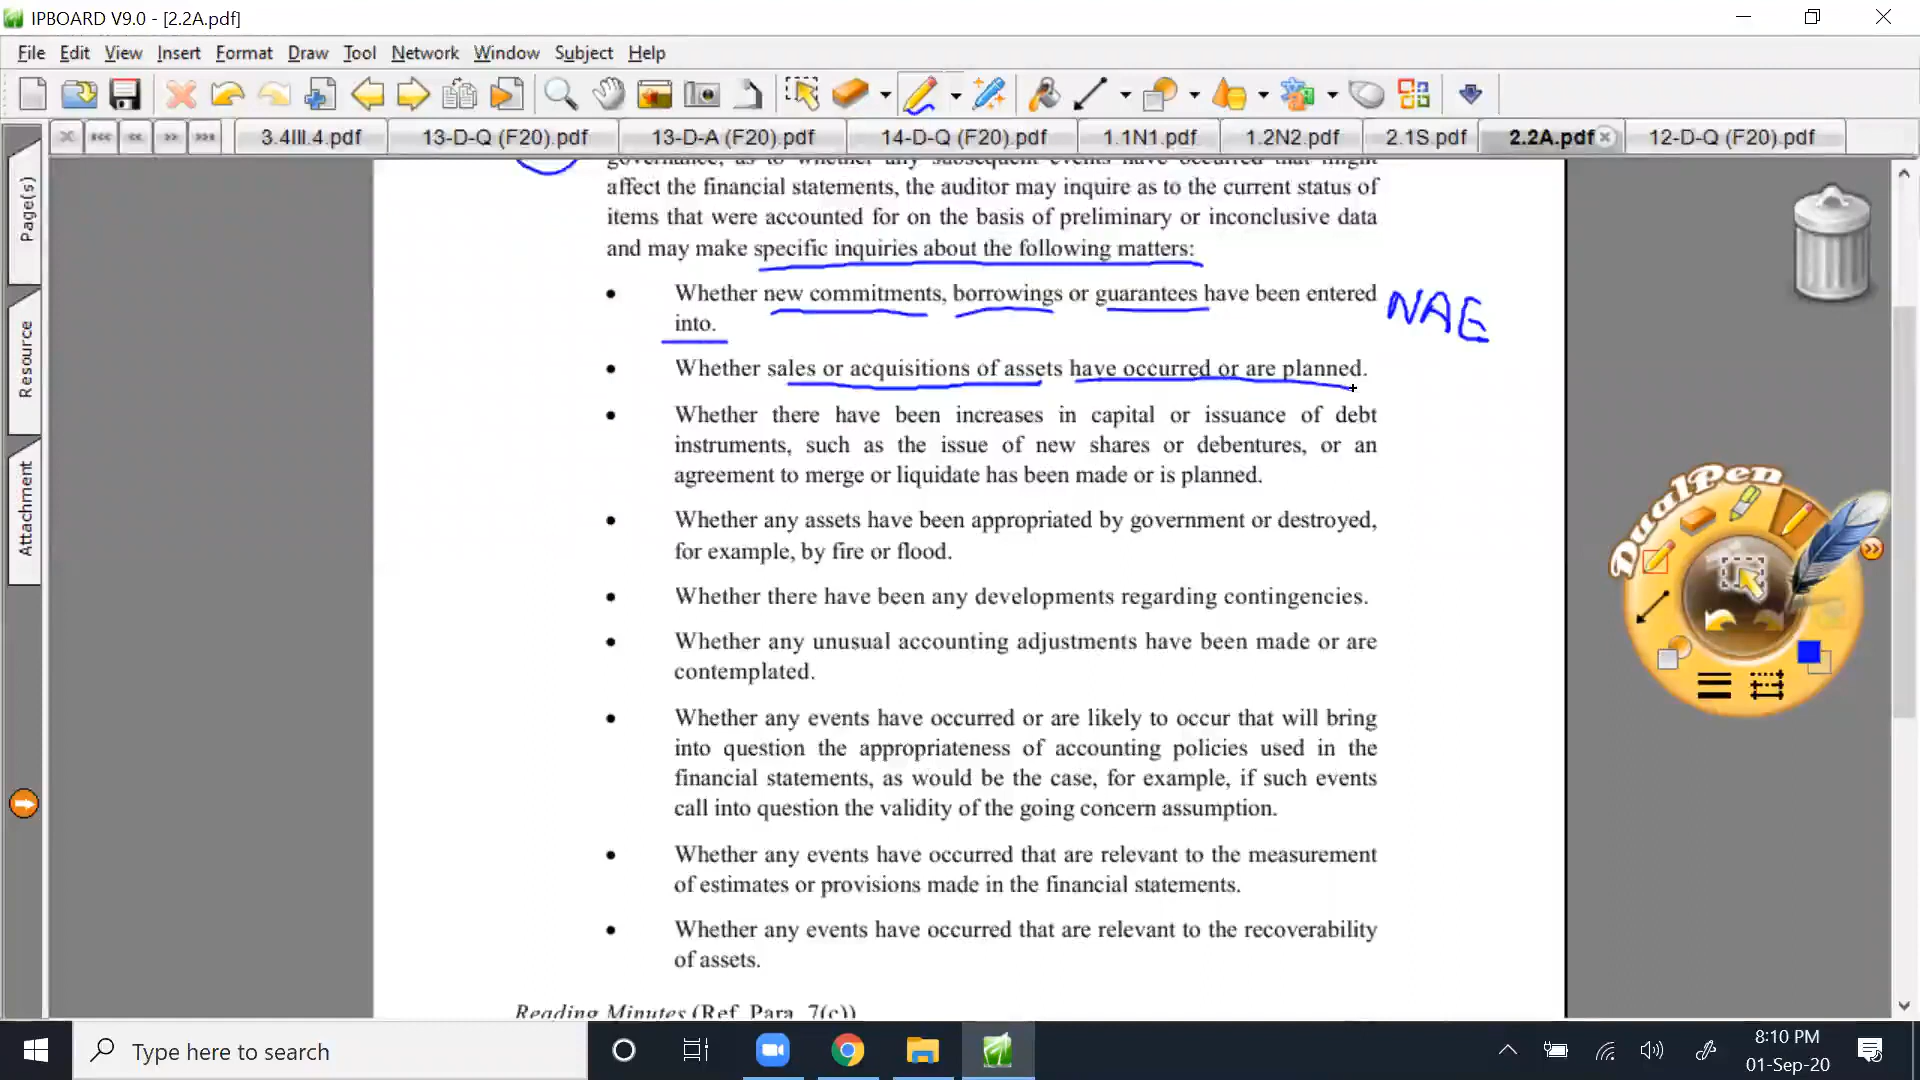 IPBOARD V9.0 - [2.2A.pdf]
File Edit View Insert Format Draw Tool Network Window Subject Help
3.4III.4.pdf 13-D-Q (F20).pdf 13-D-A (F20).pdf 14-D-Q (F20).pdf 1.1N1.pdf 1.2N2.pdf 2.1S.pdf 2.2A.pdf 12-D-Q (F20).pdf
Page(s)
Resource
Attachment
governance, as to whether any subsequent events have occurred that might
affect the financial statements, the auditor may inquire as to the current status of
items that were accounted for on the basis of preliminary or inconclusive data
and may make specific inquiries about the following matters:
• Whether new commitments, borrowings or guarantees have been entered
into.
NAE
• Whether sales or acquisitions of assets have occurred or are planned.
• Whether there have been increases in capital or issuance of debt
instruments, such as the issue of new shares or debentures, or an
agreement to merge or liquidate has been made or is planned.
• Whether any assets have been appropriated by government or destroyed,
for example, by fire or flood.
• Whether there have been any developments regarding contingencies.
• Whether any unusual accounting adjustments have been made or are
contemplated.
• Whether any events have occurred or are likely to occur that will bring
into question the appropriateness of accounting policies used in the
financial statements, as would be the case, for example, if such events
call into question the validity of the going concern assumption.
• Whether any events have occurred that are relevant to the measurement
of estimates or provisions made in the financial statements.
• Whether any events have occurred that are relevant to the recoverability
of assets.
Reading Minutes (Ref. Para. 7(c))
DualPen
Type here to search
8:10 PM
01-Sep-20